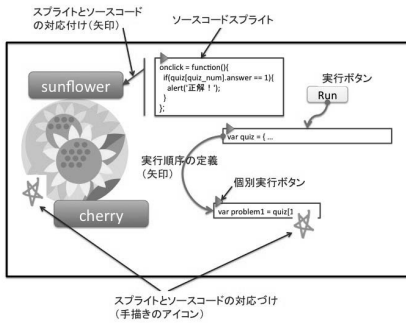 スプライトとソースコード
の対応付け(矢印)
ソースコードスプライト
onclick = function(){
if(quiz[quiz_num].answer == 1){
alert('正解！');
}
};
sunflower
実行ボタン
Run
var quiz = { ...
実行順序の定義
(矢印)
個別実行ボタン
cherry
var problem1 = quiz[1
スプライトとソースコードの対応づけ
(手描きのアイコン)